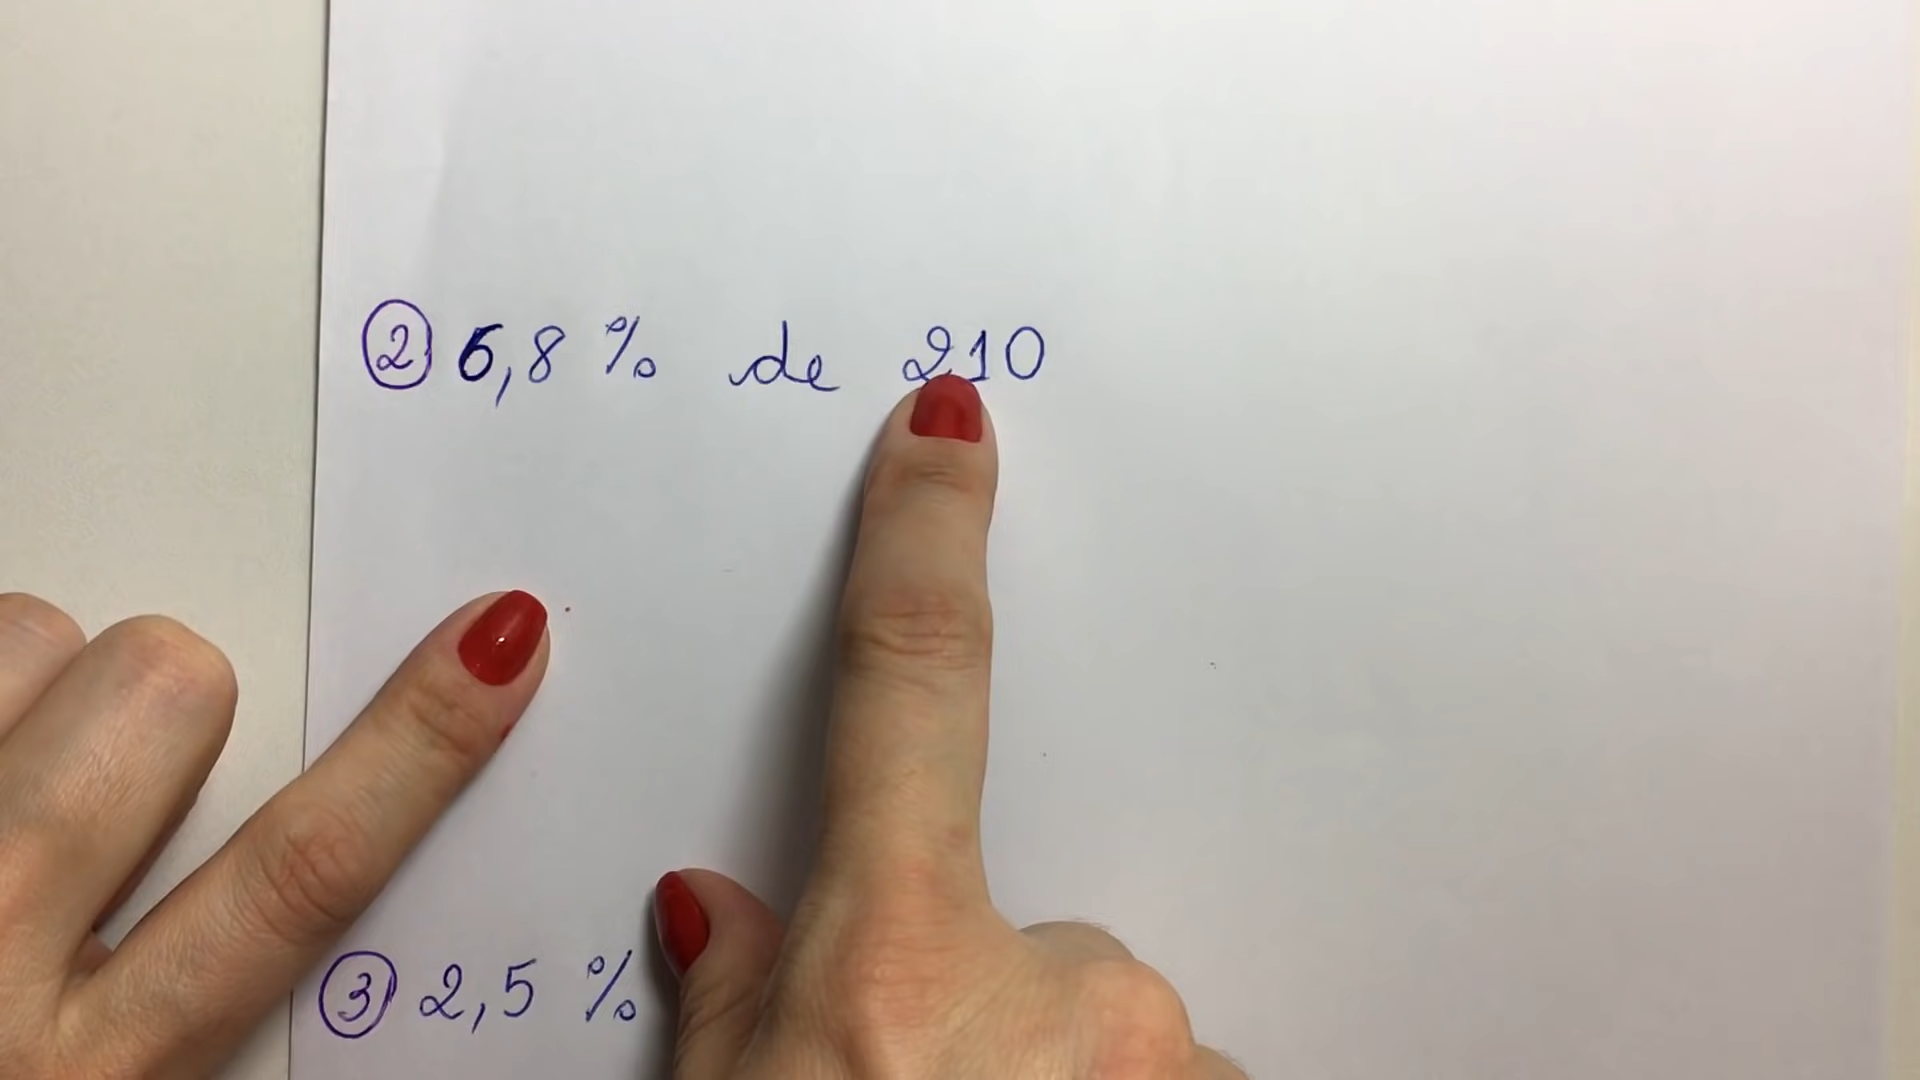 ② 6,8 % de 210
③ 2,5 %